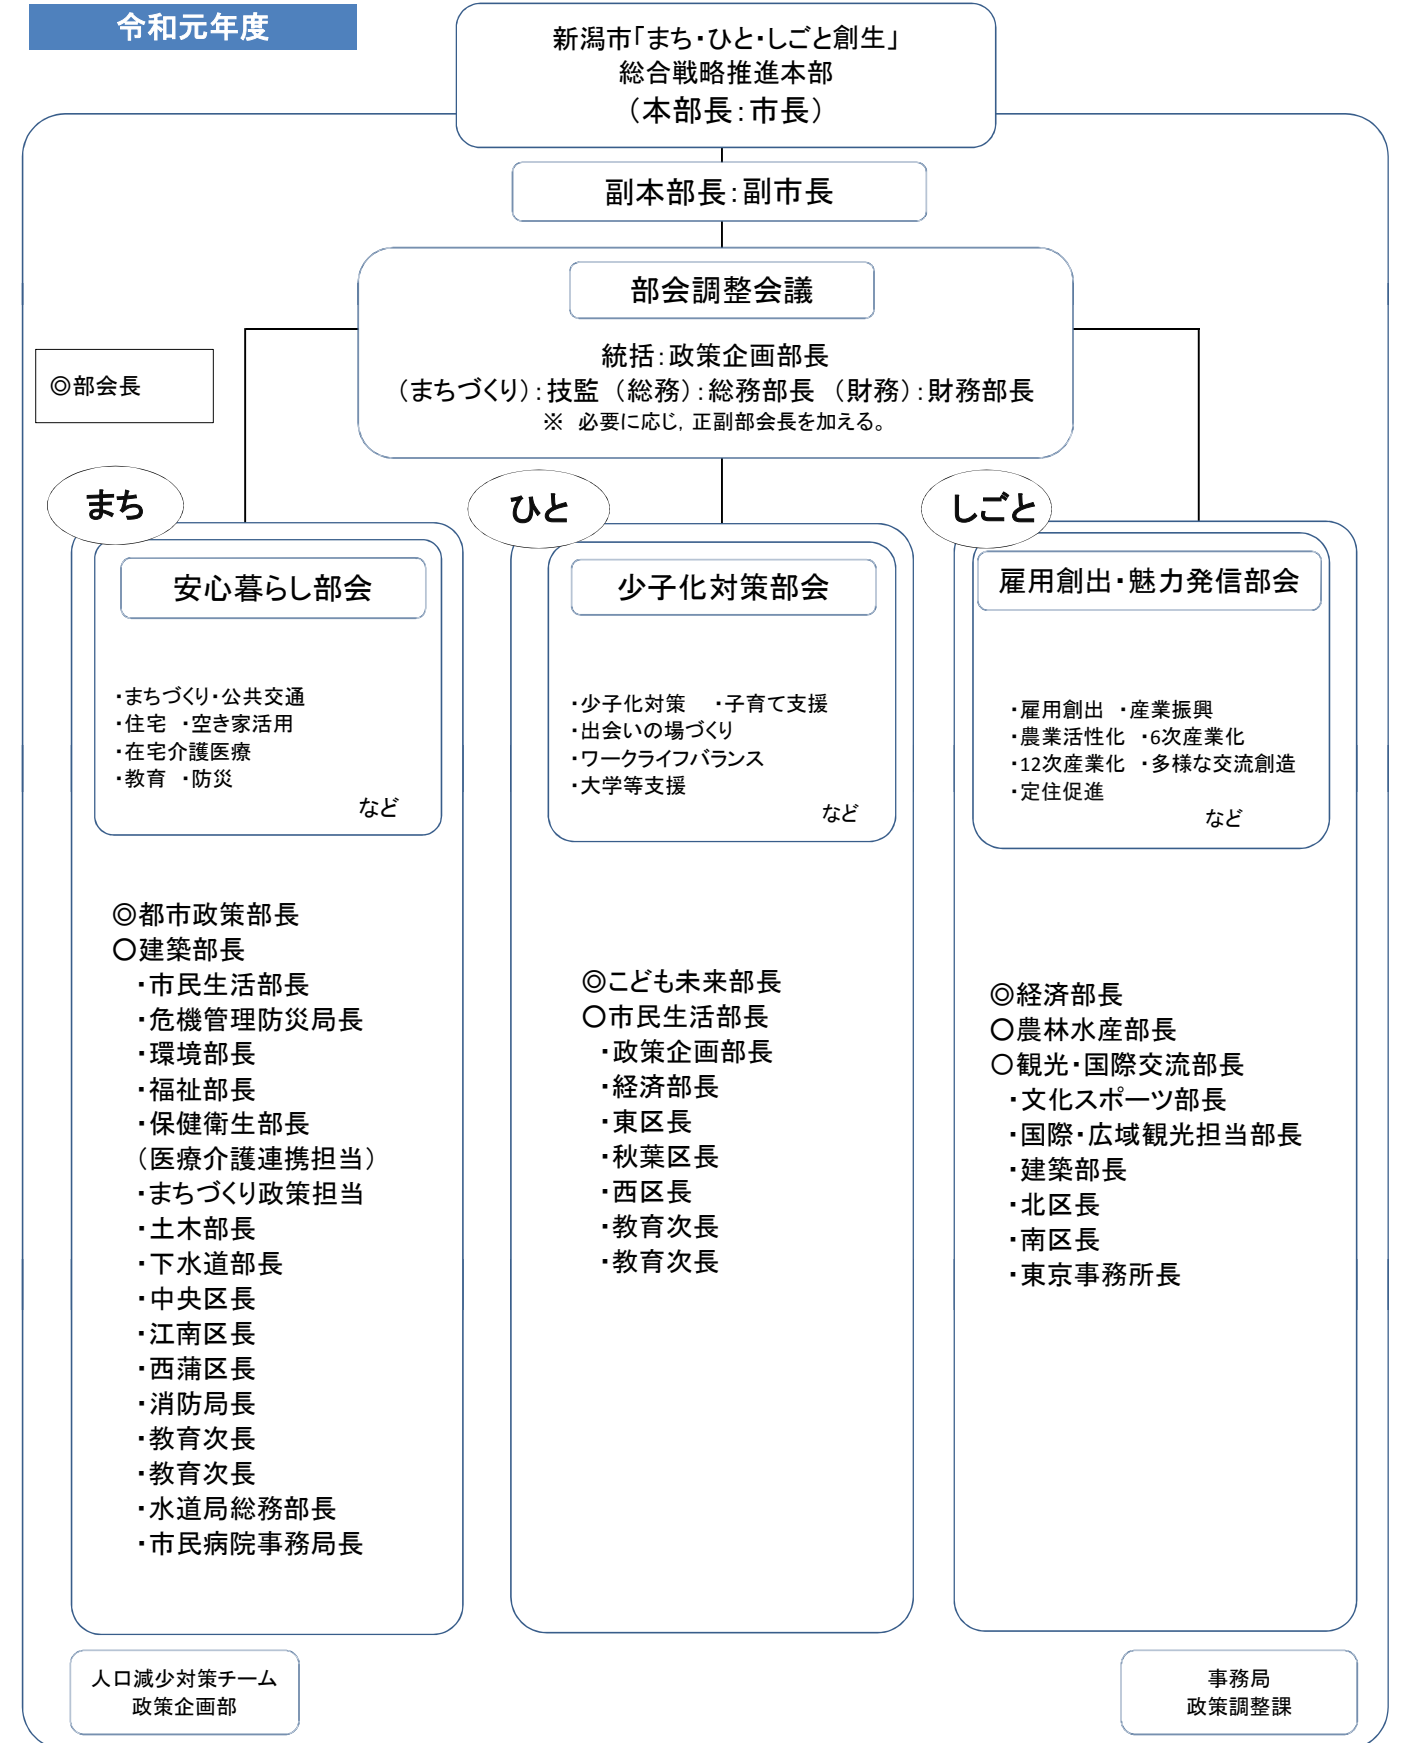 令和元年度
新潟市「まち・ひと・しごと創生」
総合戦略推進本部
（本部長：市長）
副本部長：副市長
部会調整会議
統括：政策企画部長
（まちづくり）：技監　（総務）：総務部長　（財務）：財務部長
※　必要に応じ，正副部会長を加える。
◎部会長
まち
安心暮らし部会
・まちづくり・公共交通
・住宅　・空き家活用
・在宅介護医療
・教育　・防災
など
◎都市政策部長
○建築部長
・市民生活部長
・危機管理防災局長
・環境部長
・福祉部長
・保健衛生部長
（医療介護連携担当）
・まちづくり政策担当
・土木部長
・下水道部長
・中央区長
・江南区長
・西蒲区長
・消防局長
・教育次長
・教育次長
・水道局総務部長
・市民病院事務局長
ひと
少子化対策部会
・少子化対策　・子育て支援
・出会いの場づくり
・ワークライフバランス
・大学等支援
など
◎こども未来部長
○市民生活部長
・政策企画部長
・経済部長
・東区長
・秋葉区長
・西区長
・教育次長
・教育次長
しごと
雇用創出・魅力発信部会
・雇用創出　・産業振興
・農業活性化　・6次産業化
・12次産業化　・多様な交流創造
・定住促進
など
◎経済部長
○農林水産部長
○観光・国際交流部長
・文化スポーツ部長
・国際・広域観光担当部長
・建築部長
・北区長
・南区長
・東京事務所長
人口減少対策チーム
政策企画部
事務局
政策調整課